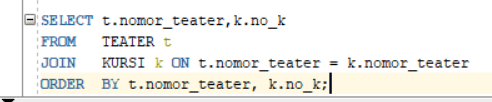 SELECT t.nomor_teater,k.no_k
FROM TEATER t
JOIN KURSI k ON t.nomor_teater = k.nomor_teater
ORDER BY t.nomor_teater, k.no_k;